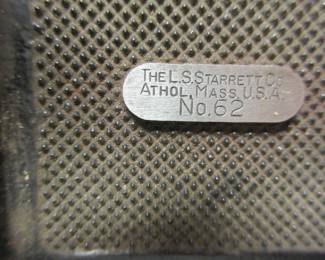 THE L.S.STARRETT CO.
ATHOL, MASS. U.S.A.
NO.62